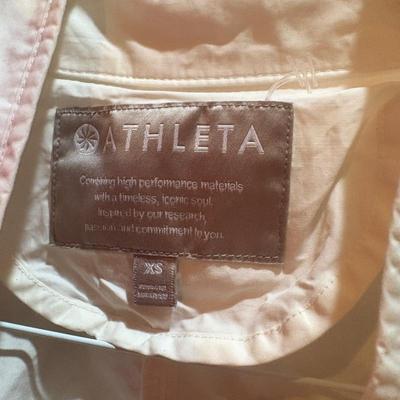 ATHLETA
Combining high performance materials
with a timeless, iconic soul.
Inspired by our research,
passion and commitment to you.
XS